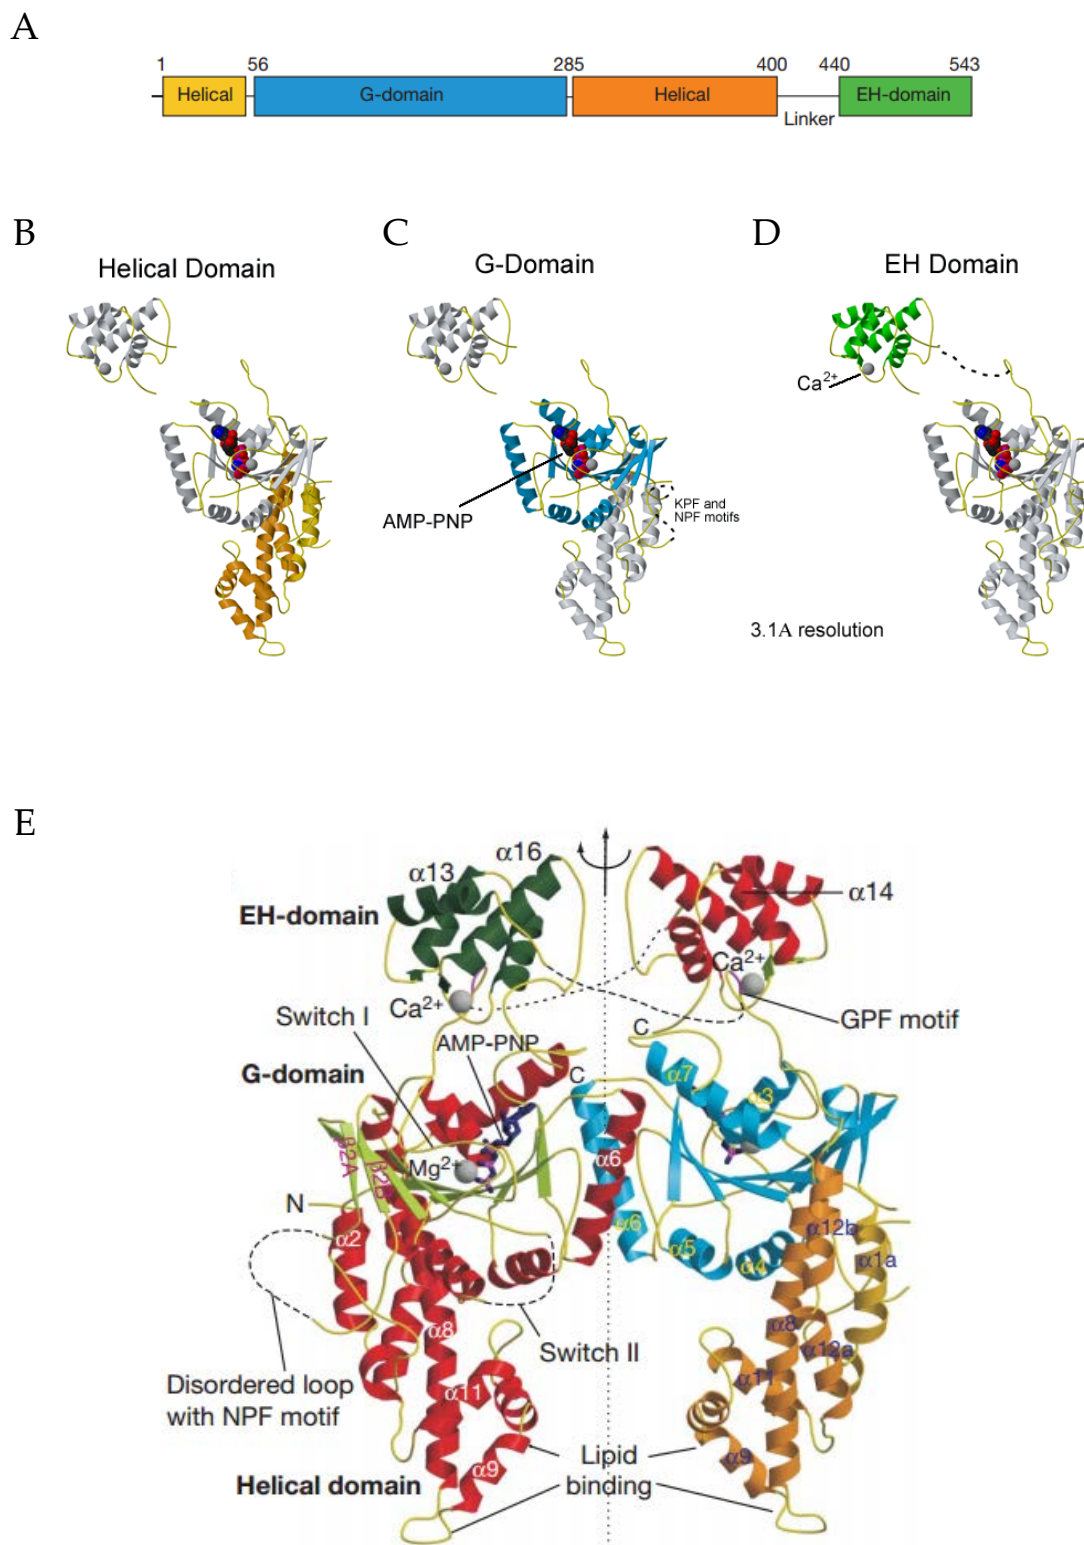 A
1 56 285 400 440 543
Helical G-domain Helical EH-domain
Linker
B C D
Helical Domain
G-Domain
EH Domain
Ca2+
AMP-PNP
KPF and
NPF motifs
3.1A resolution
E
α13 α16
α14
EH-domain
Ca2+
Ca2+
Switch I
GPF motif
C
AMP-PNP
G-domain
C
α7
α3
β2A
β2B
Mg2+
α6
N
α2
α6
α5
α4
α12b
α1a
α8
α8
Switch II
α12a
Disordered loop
with NPF motif
α11
α11
Lipid
binding
α9
α9
Helical domain